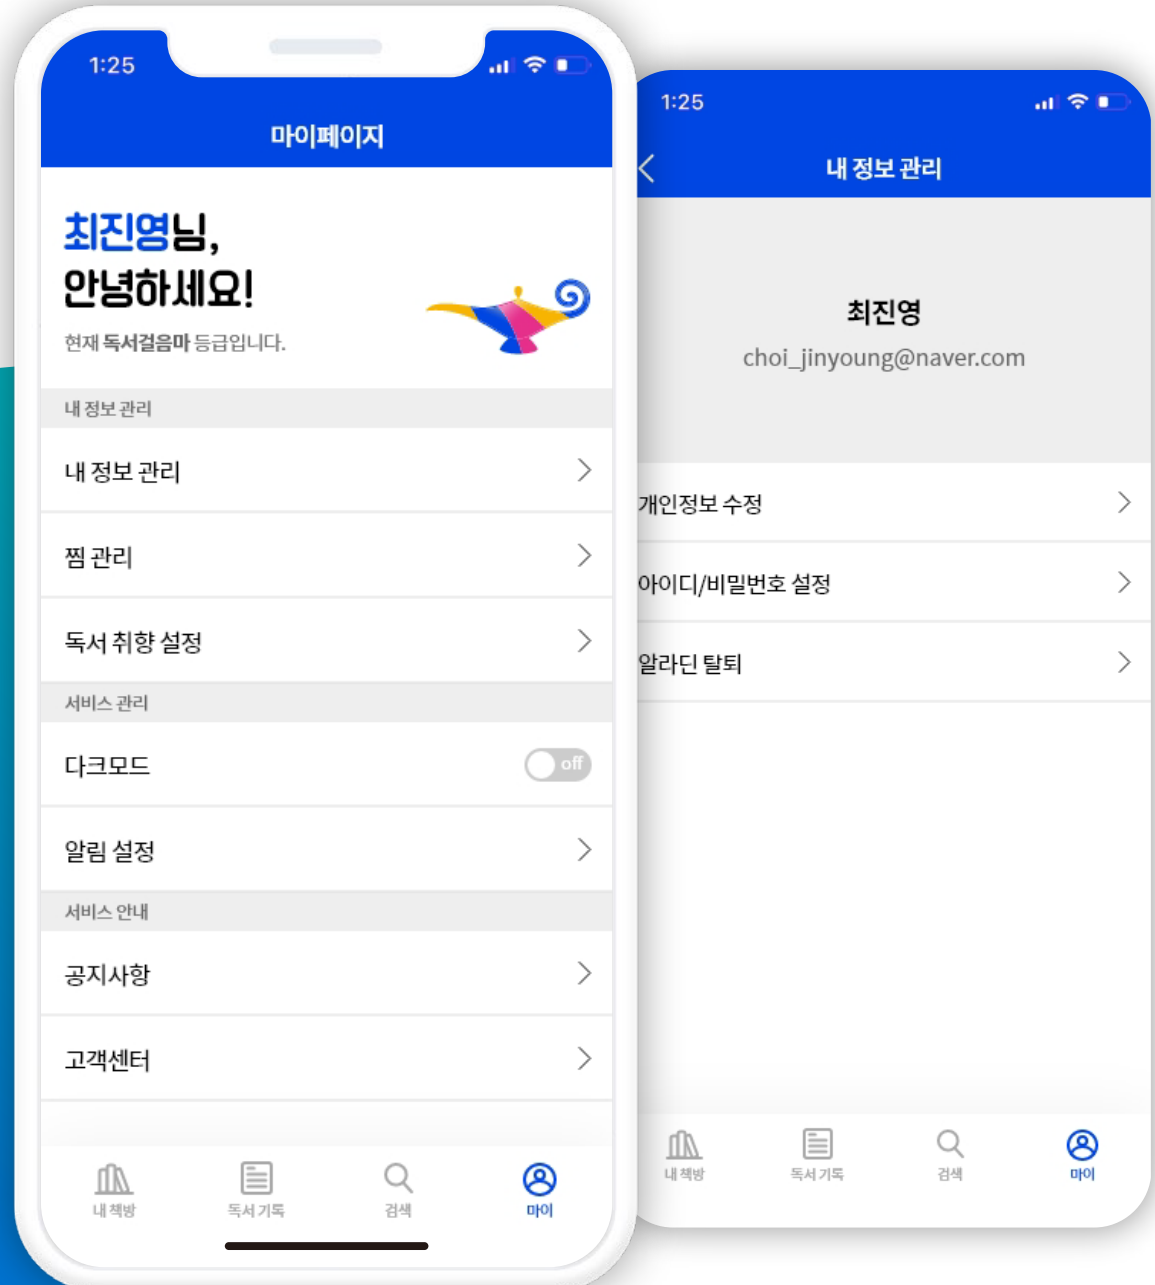 1:25
마이페이지
최진영님,
안녕하세요!
현재 독서걸음마 등급입니다.
내 정보 관리
내 정보 관리
찜 관리
독서 취향 설정
서비스 관리
다크모드
off
알림 설정
서비스 안내
공지사항
고객센터
내 책방
독서 기록
검색
마이
1:25
내 정보 관리
최진영
choi_jinyoung@naver.com
개인정보 수정
아이디/비밀번호 설정
알라딘 탈퇴
내 책방
독서 기록
검색
마이